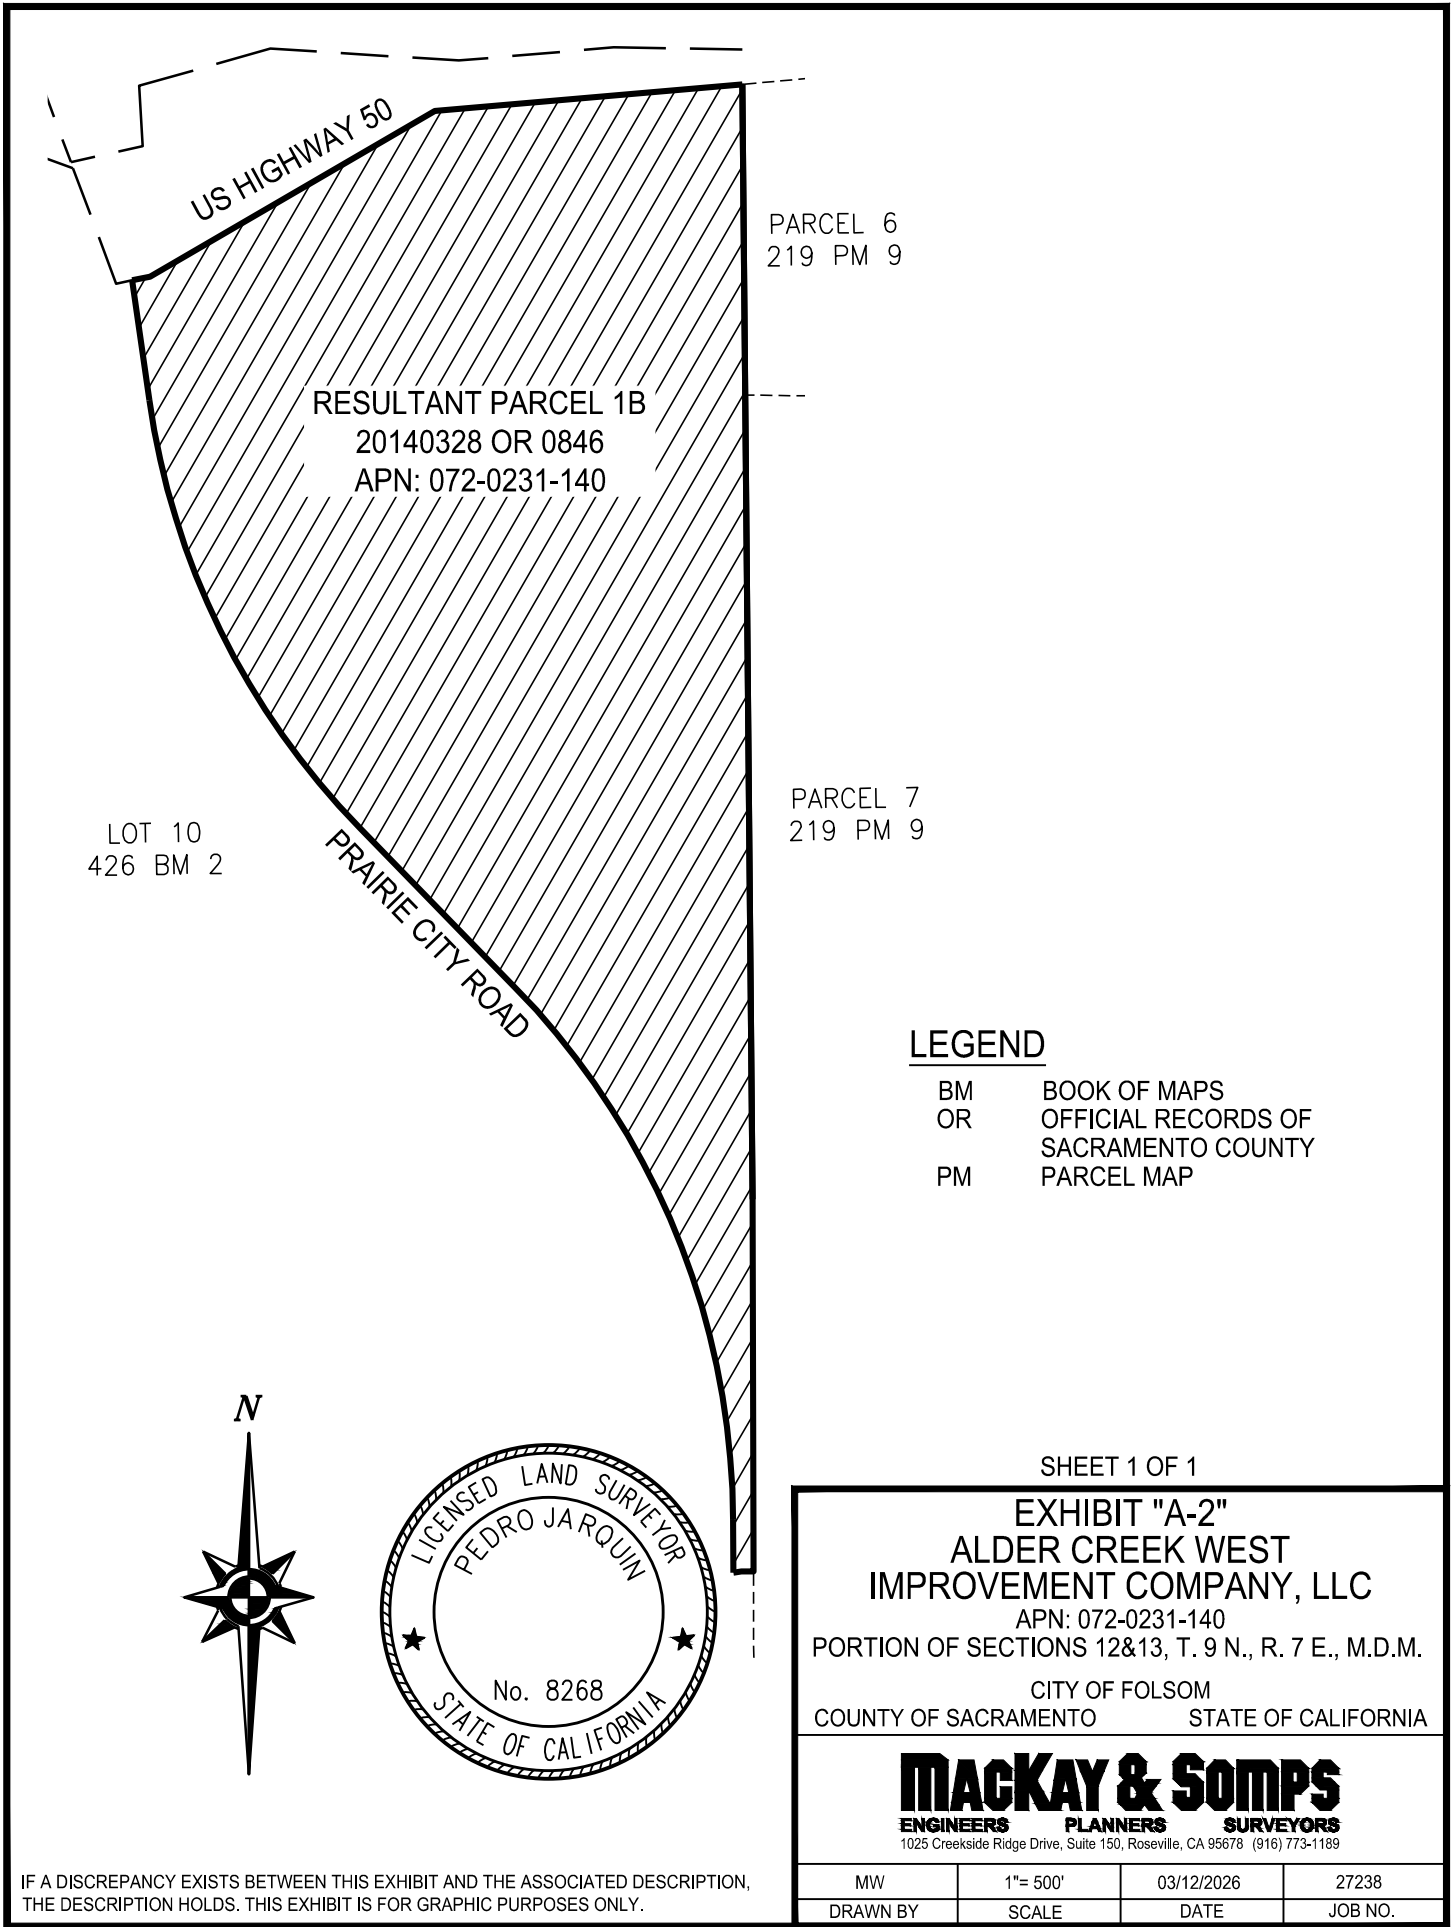 US HIGHWAY 50
PARCEL 6
219 PM 9
RESULTANT PARCEL 1B
20140328 OR 0846
APN: 072-0231-140
PARCEL 7
219 PM 9
LOT 10
426 BM 2
PRAIRIE CITY ROAD
LEGEND
BM BOOK OF MAPS
OR OFFICIAL RECORDS OF
SACRAMENTO COUNTY
PM PARCEL MAP
N
LICENSED LAND SURVEYOR
PEDRO JARQUIN
No. 8268
STATE OF CALIFORNIA
SHEET 1 OF 1
EXHIBIT "A-2"
ALDER CREEK WEST
IMPROVEMENT COMPANY, LLC
APN: 072-0231-140
PORTION OF SECTIONS 12&13, T. 9 N., R. 7 E., M.D.M.
CITY OF FOLSOM
COUNTY OF SACRAMENTO STATE OF CALIFORNIA
MACKAY & SOMPS
ENGINEERS PLANNERS SURVEYORS
1025 Creekside Ridge Drive, Suite 150, Roseville, CA 95678 (916) 773-1189
MW 1"= 500' 03/12/2026 27238
DRAWN BY SCALE DATE JOB NO.
IF A DISCREPANCY EXISTS BETWEEN THIS EXHIBIT AND THE ASSOCIATED DESCRIPTION,
THE DESCRIPTION HOLDS. THIS EXHIBIT IS FOR GRAPHIC PURPOSES ONLY.